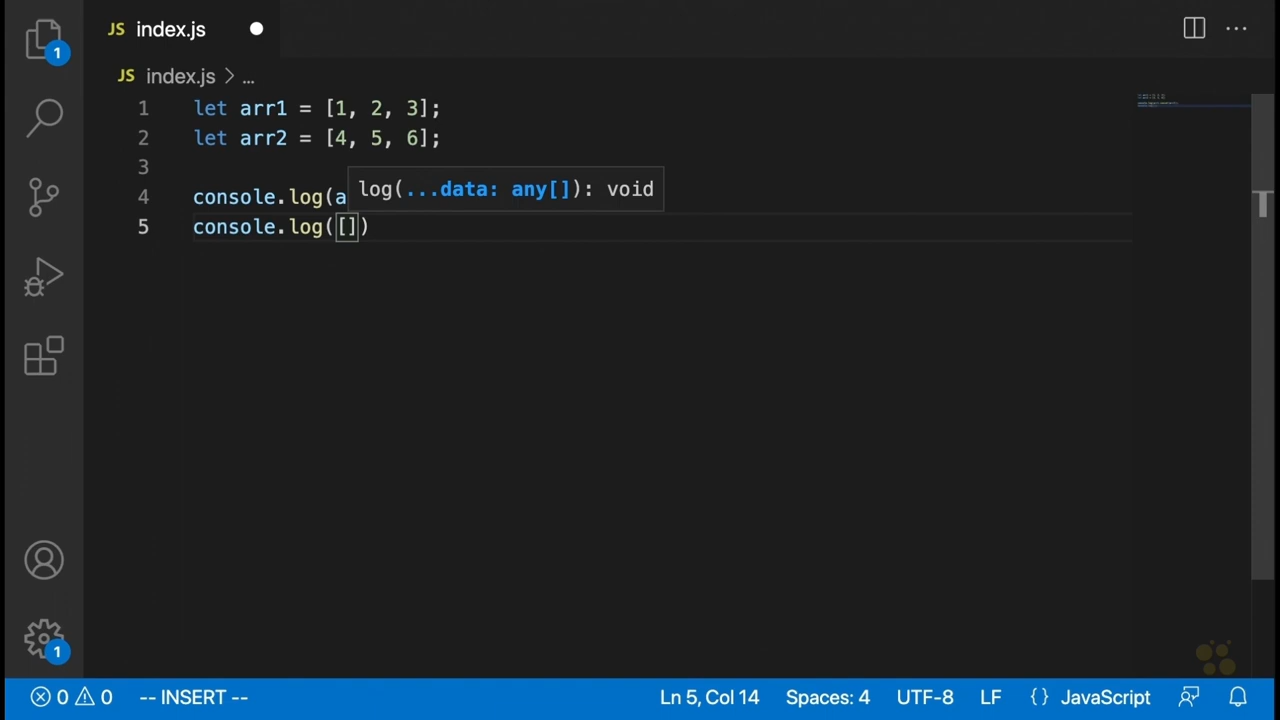 JS index.js
JS index.js > ...
1 let arr1 = [1, 2, 3];
2 let arr2 = [4, 5, 6];
3
log(...data: any[]): void
4 console.log(a
5 console.log([])
1
1
0 0 -- INSERT -- Ln 5, Col 14 Spaces: 4 UTF-8 LF {} JavaScript